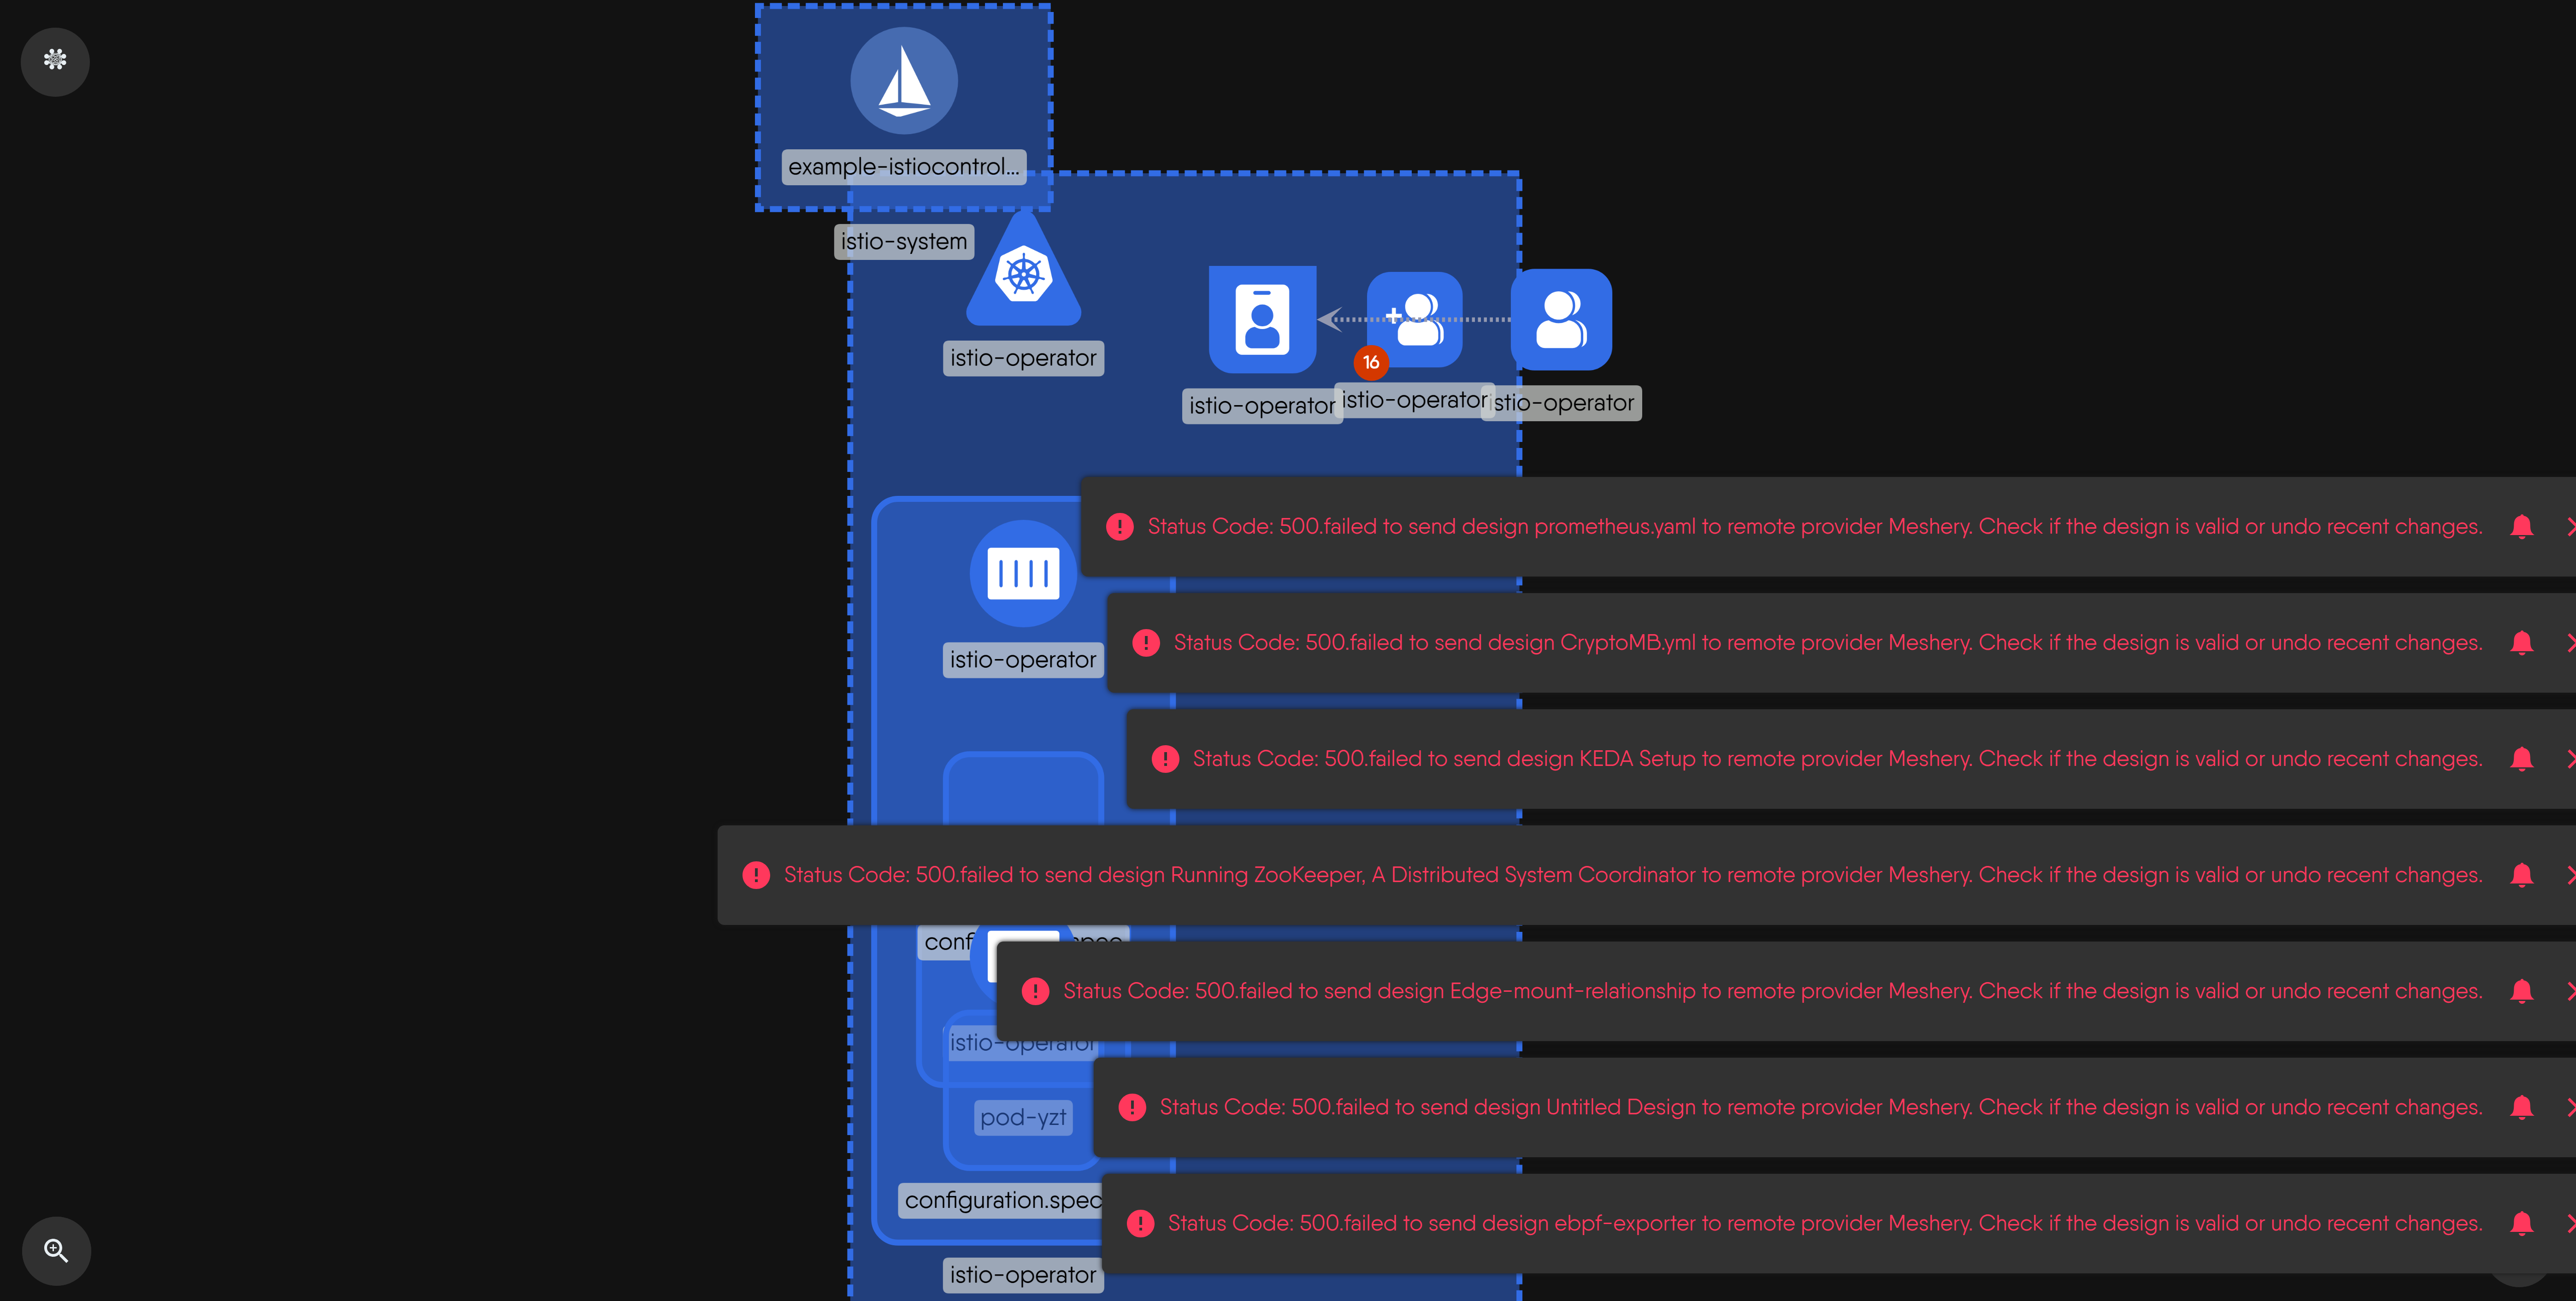 example-istiocontrol...
istio-system
istio-operator
16
istio-operator
istio-operator
istio-operator
Status Code: 500.failed to send design prometheus.yaml to remote provider Meshery. Check if the design is valid or undo recent changes.
Status Code: 500.failed to send design CryptoMB.yml to remote provider Meshery. Check if the design is valid or undo recent changes.
istio-operator
Status Code: 500.failed to send design KEDA Setup to remote provider Meshery. Check if the design is valid or undo recent changes.
Status Code: 500.failed to send design Running ZooKeeper, A Distributed System Coordinator to remote provider Meshery. Check if the design is valid or undo recent changes.
Status Code: 500.failed to send design Edge-mount-relationship to remote provider Meshery. Check if the design is valid or undo recent changes.
istio-operator
Status Code: 500.failed to send design Untitled Design to remote provider Meshery. Check if the design is valid or undo recent changes.
pod-yzt
configuration.spec
Status Code: 500.failed to send design ebpf-exporter to remote provider Meshery. Check if the design is valid or undo recent changes.
istio-operator